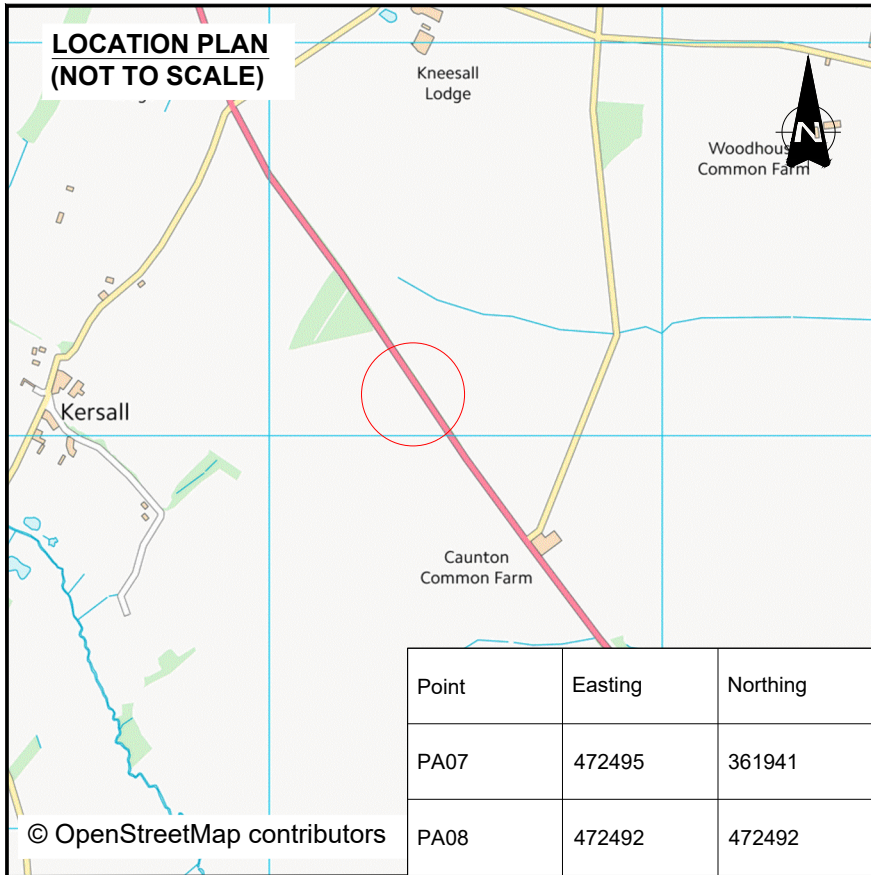 LOCATION PLAN
(NOT TO SCALE)
Kneesall
Lodge
N
Woodhouse
Common Farm
Kersall
Caunton
Common Farm
Point Easting Northing
PA07 472495 361941
PA08 472492 472492
© OpenStreetMap contributors